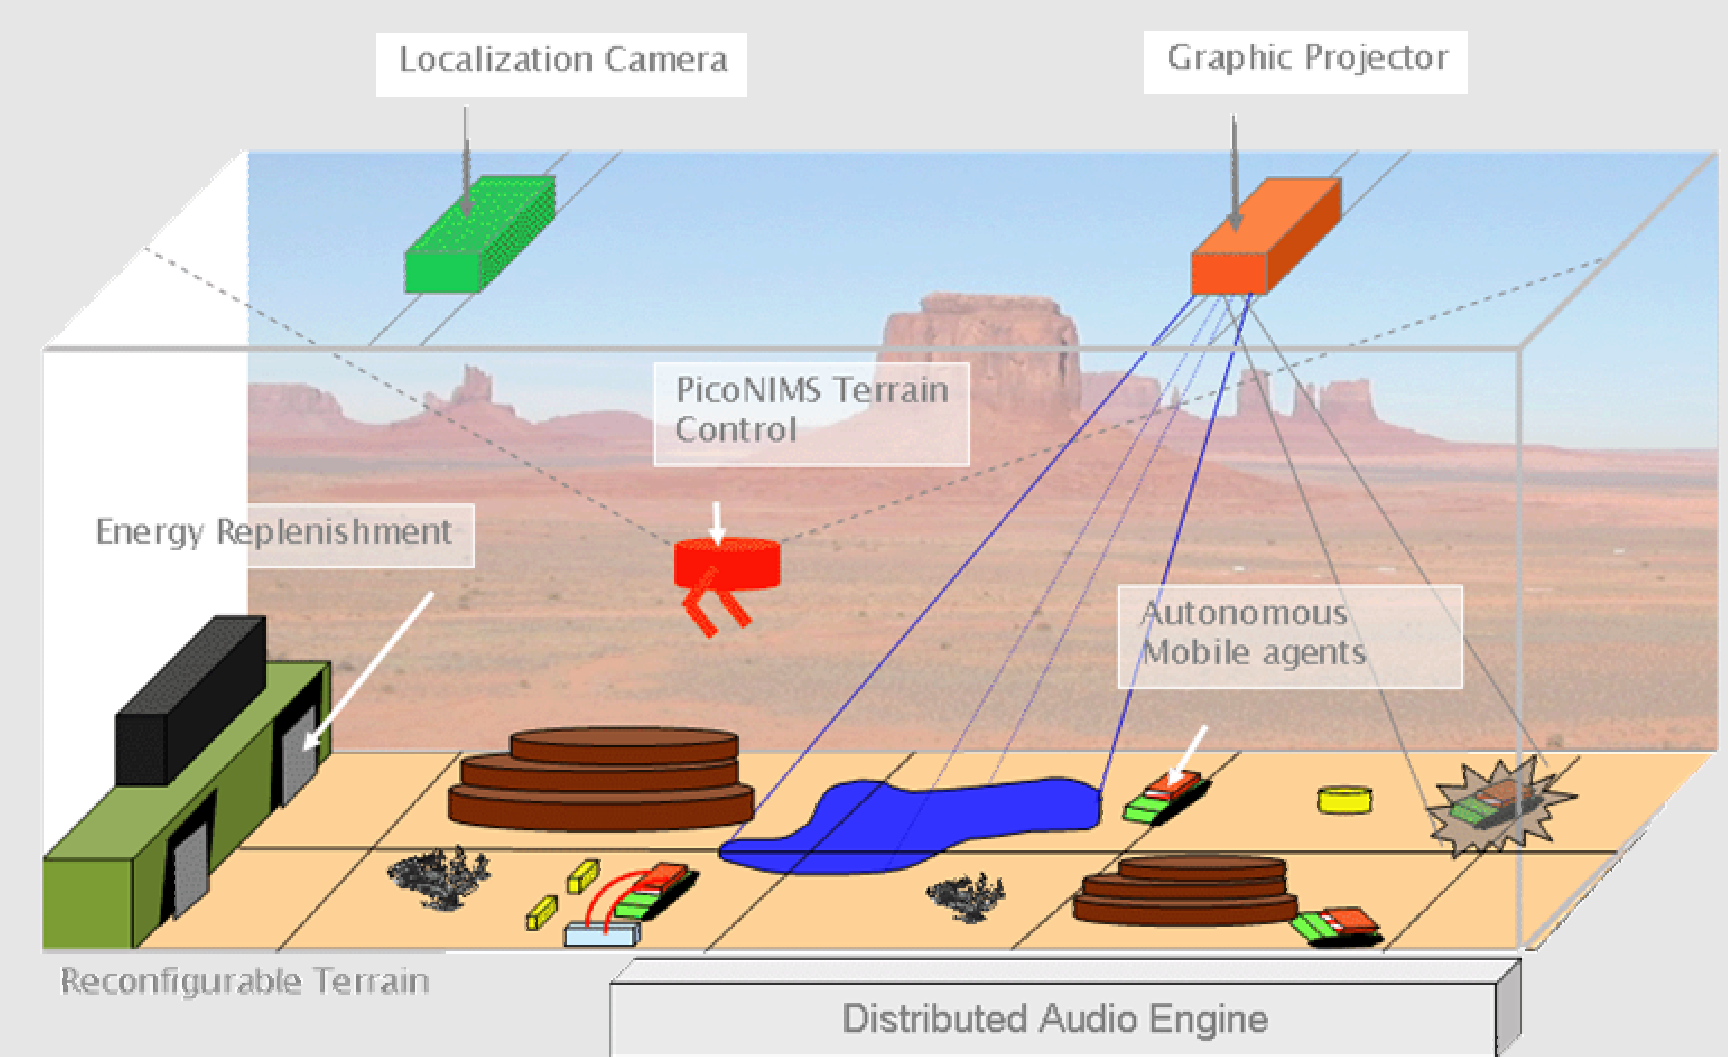 Localization Camera
Graphic Projector
PicoNIMS Terrain
Control
Energy Replenishment
Autonomous
Mobile agents
Reconfigurable Terrain
Distributed Audio Engine